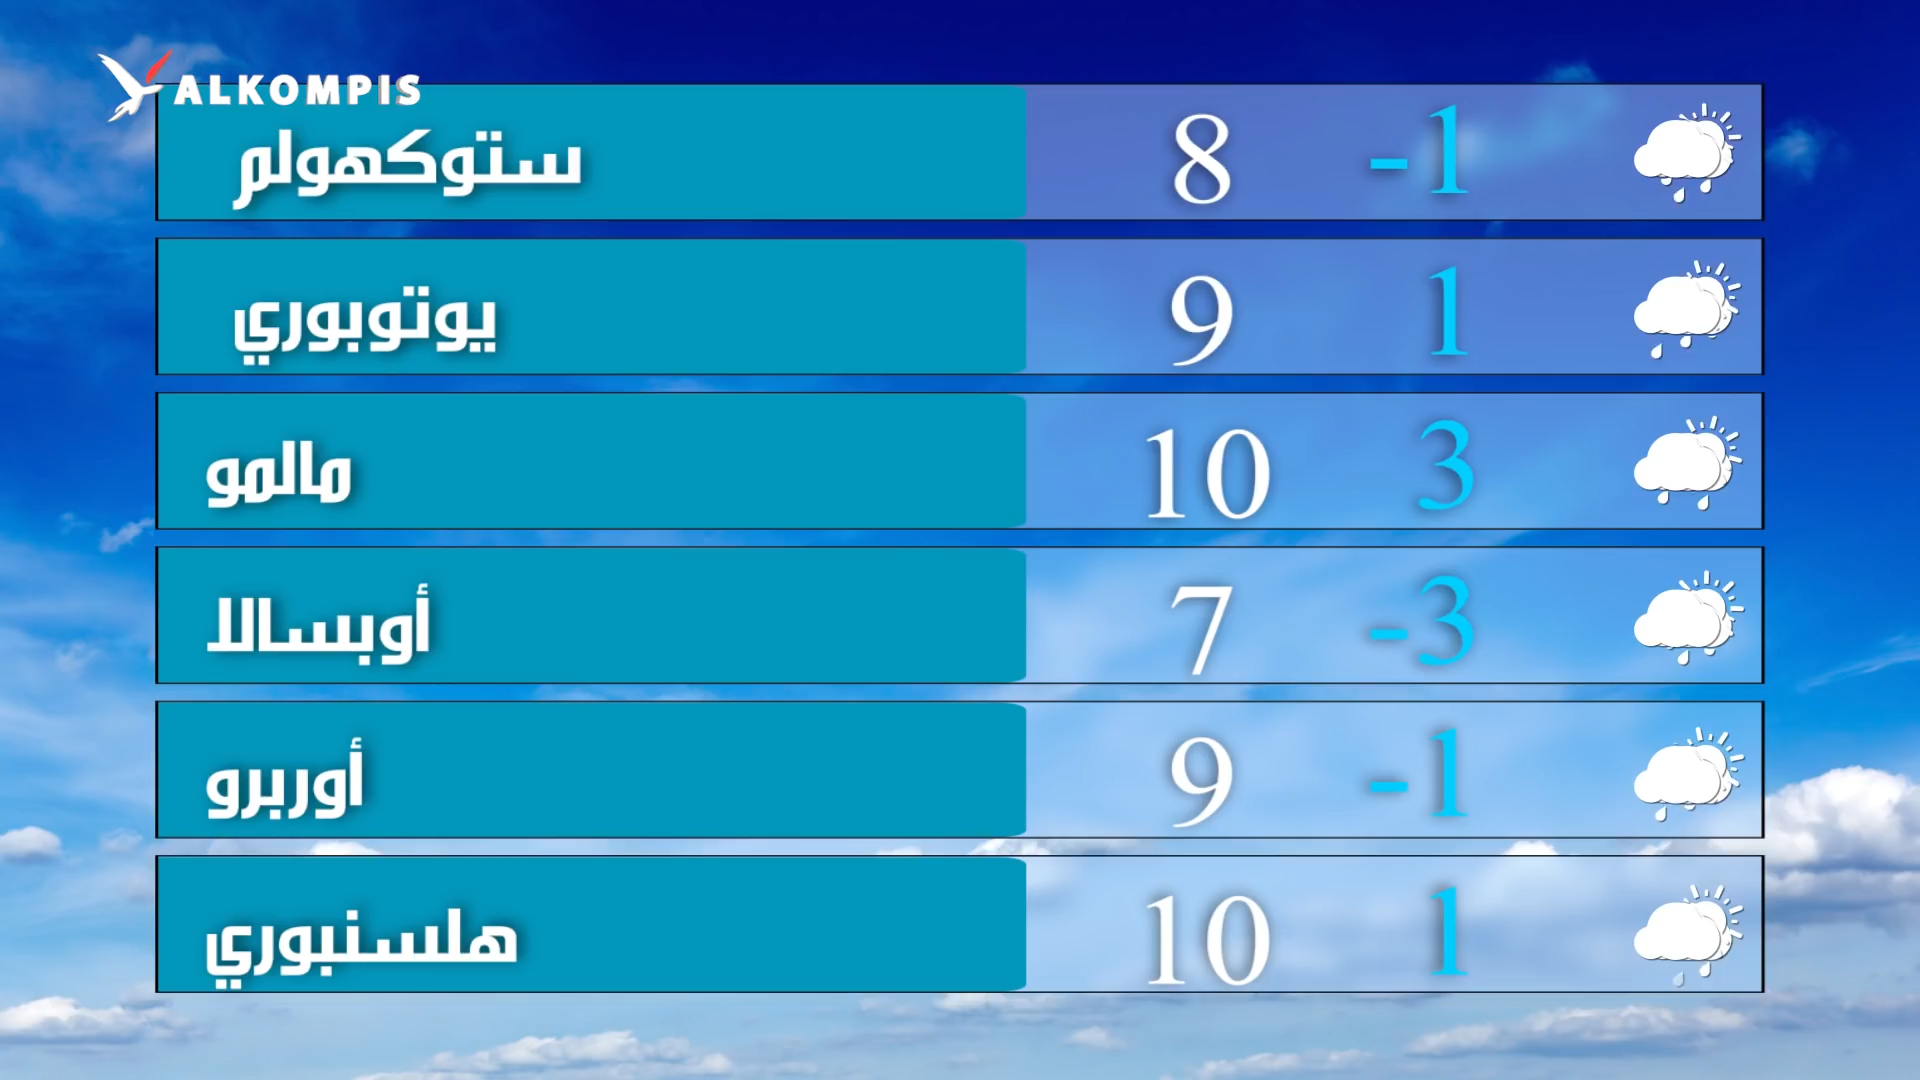 ALKOMPIS
ستوكهولم 8 -1
يوتوبوري 9 1
مالمو 10 3
أوبسالا 7 -3
أوربرو 9 -1
هلسنبوري 10 1